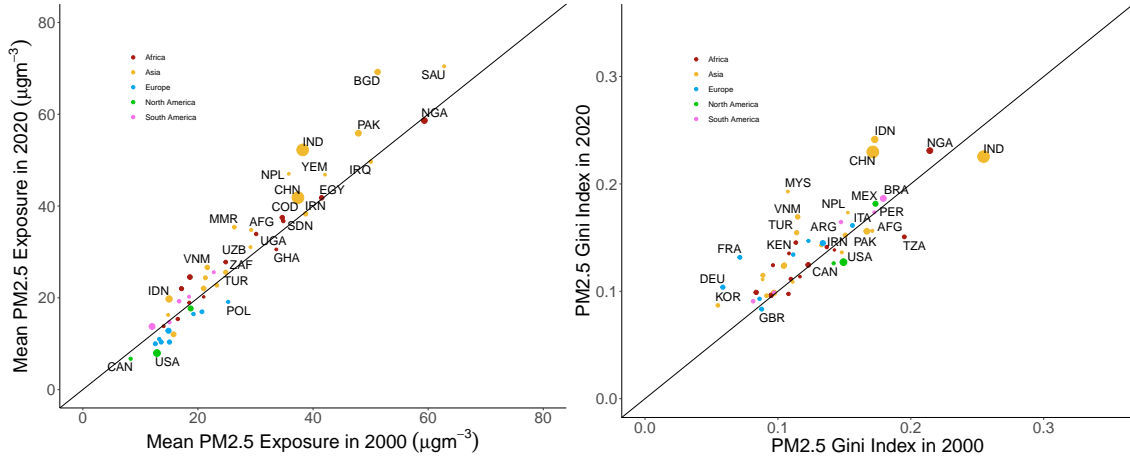 80
60
40
20
0
0
20
40
60
80
Mean PM2.5 Exposure in 2020 (μgm−3)
Mean PM2.5 Exposure in 2000 (μgm−3)
Africa
Asia
Europe
North America
South America
SAU
BGD
NGA
PAK
IND
YEM
IRQ
NPL
CHN
EGY
COD
IRN
MMR
AFG
SDN
UGA
UZB
GHA
VNM
ZAF
TUR
IDN
POL
CAN
USA
0.3
0.2
0.1
0.0
0.0
0.1
0.2
0.3
PM2.5 Gini Index in 2020
PM2.5 Gini Index in 2000
Africa
Asia
Europe
North America
South America
IDN
NGA
CHN
IND
MYS
MEX
BRA
NPL
VNM
PER
ITA
TUR
ARG
AFG
FRA
KEN
IRN
PAK
TZA
CAN
USA
DEU
KOR
GBR